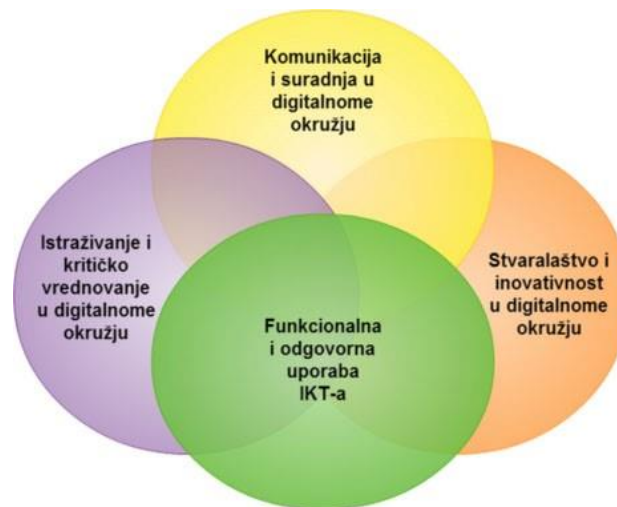 Komunikacija
i suradnja u
digitalnome
okružju
Istraživanje i
kritičko
vrednovanje
u digitalnome
okružju
Stvaralaštvo i
inovativnost
u digitalnome
okružju
Funkcionalna
i odgovorna
uporaba
IKT-a